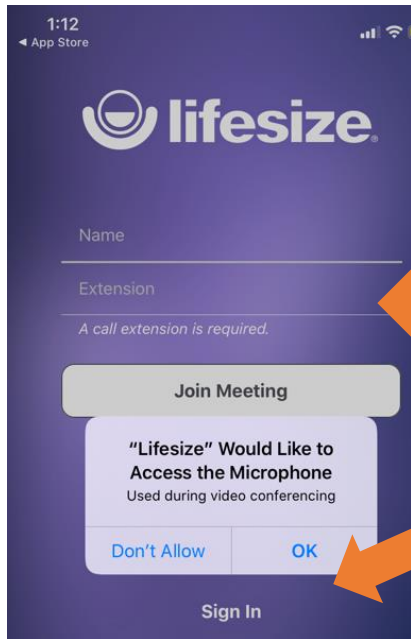 1:12
◀ App Store
lifesize.
Name
Extension
A call extension is required.
Join Meeting
"Lifesize" Would Like to
Access the Microphone
Used during video conferencing
Don't Allow OK
Sign In